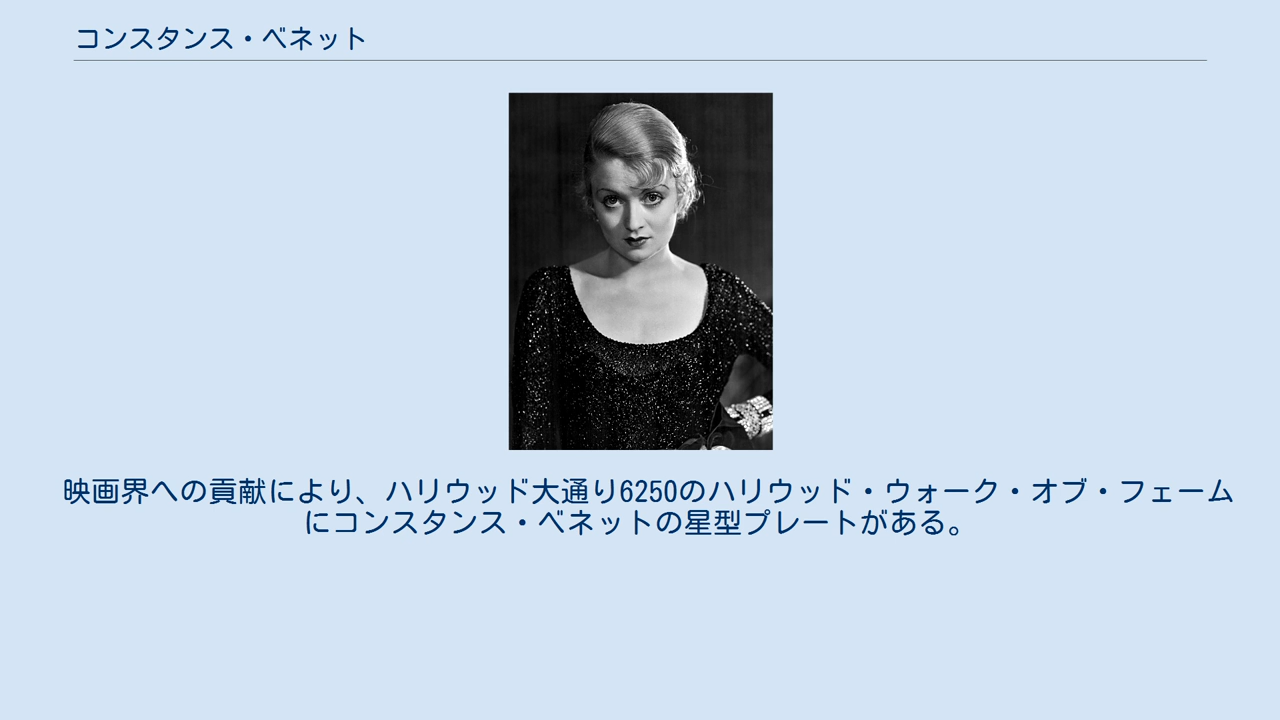 コンスタンス・ベネット
映画界への貢献により、ハリウッド大通り6250のハリウッド・ウォーク・オブ・フェーム
にコンスタンス・ベネットの星型プレートがある。